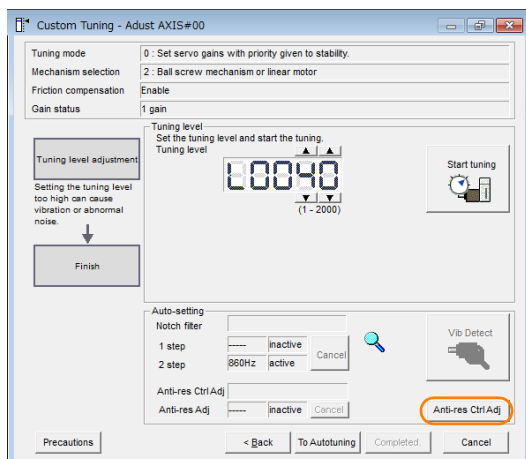 Custom Tuning - Adust AXIS#00
Tuning mode 0 : Set servo gains with priority given to stability.
Mechanism selection 2 : Ball screw mechanism or linear motor
Friction compensation Enable
Gain status 1 gain
Tuning level adjustment
Setting the tuning level
too high can cause
vibration or abnormal
noise.
Finish
Tuning level
Set the tuning level and start the tuning.
Tuning level
L0040
(1 - 2000)
Start tuning
Auto-setting
Notch filter
1 step ----- inactive
2 step 860Hz active
Cancel
Vib Detect
Anti-res Ctrl Adj
Anti-res Adj ----- inactive Cancel
Anti-res Ctrl Adj
Precautions
< Back
To Autotuning
Completed.
Cancel